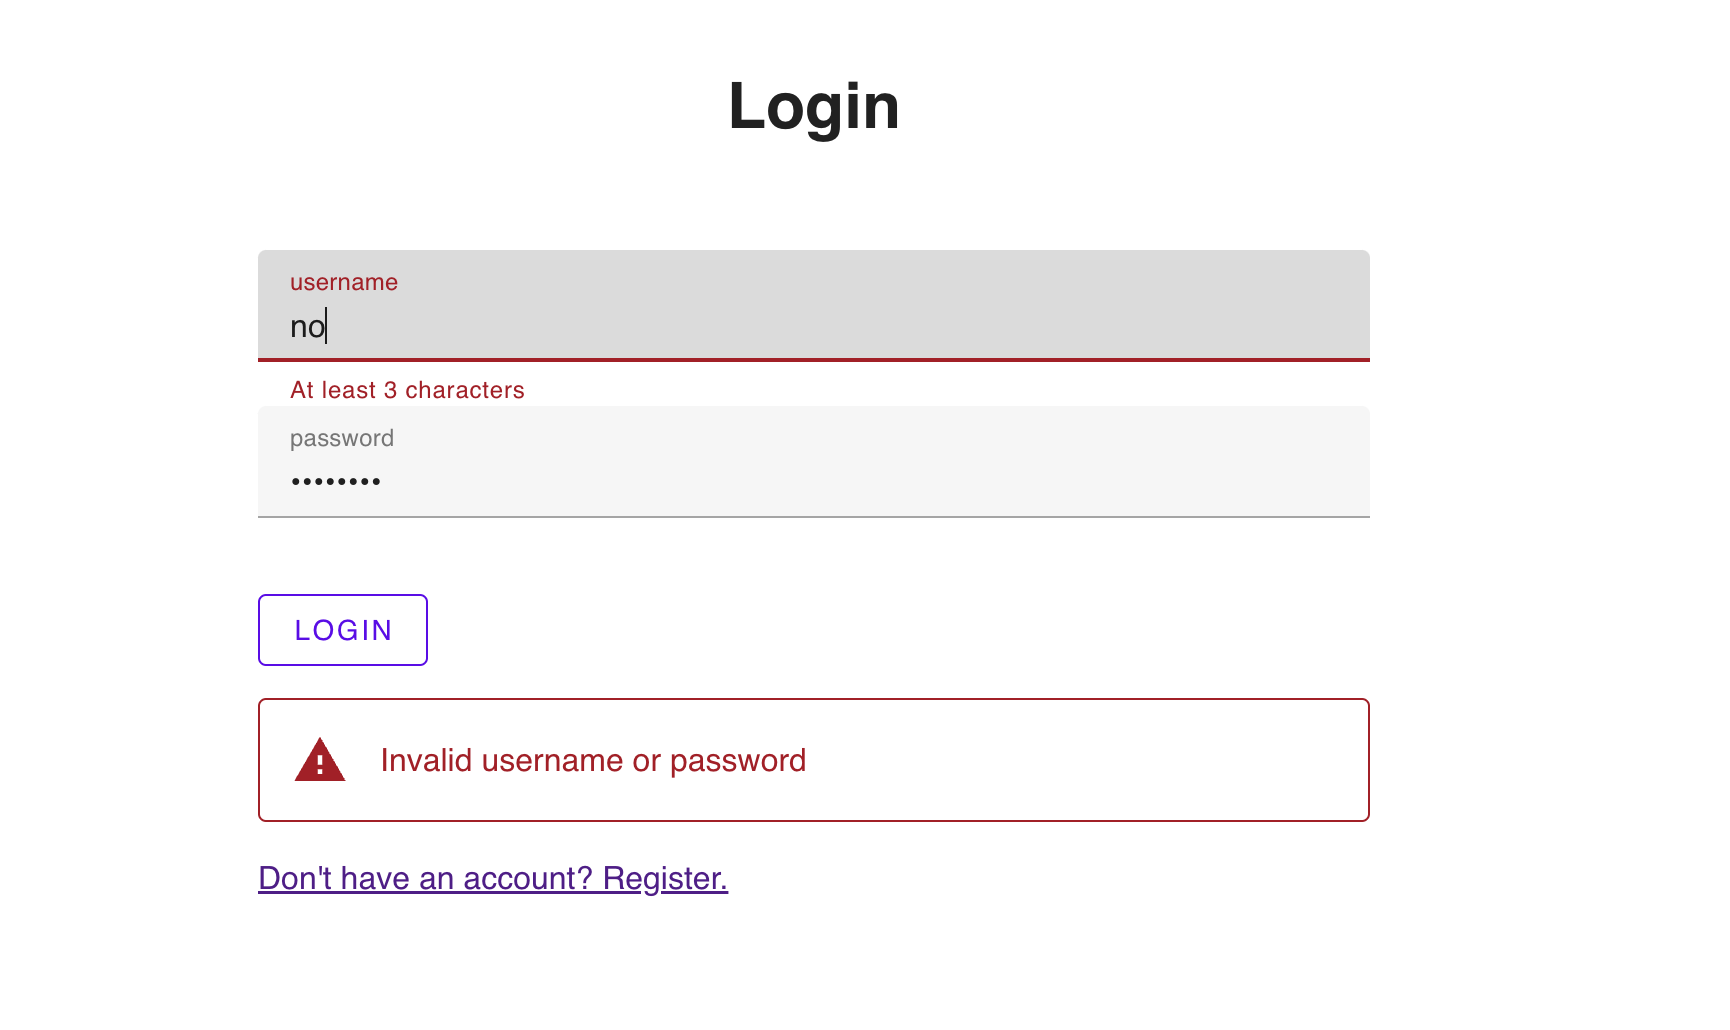 Login
username
no
At least 3 characters
password
••••••••
LOGIN
Invalid username or password
Don't have an account? Register.